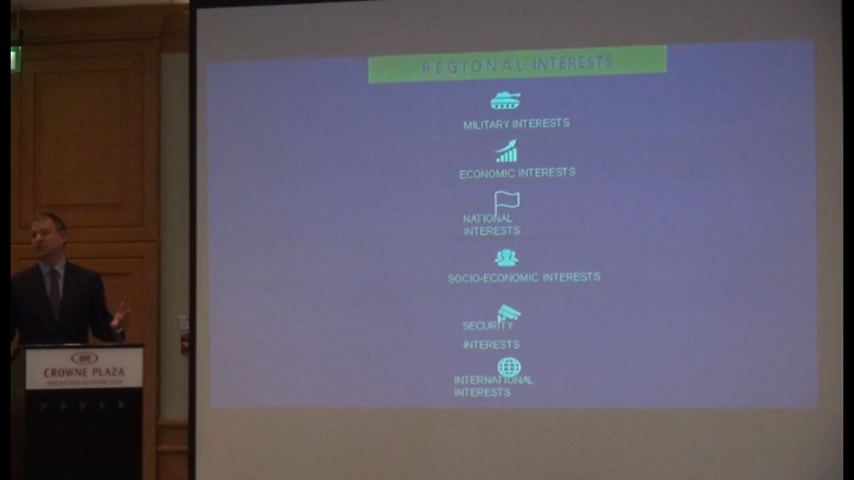 REGIONAL INTERESTS
MILITARY INTERESTS
ECONOMIC INTERESTS
NATIONAL
INTERESTS
SOCIO-ECONOMIC INTERESTS
SECURITY
INTERESTS
INTERNATIONAL
INTERESTS
CROWNE PLAZA